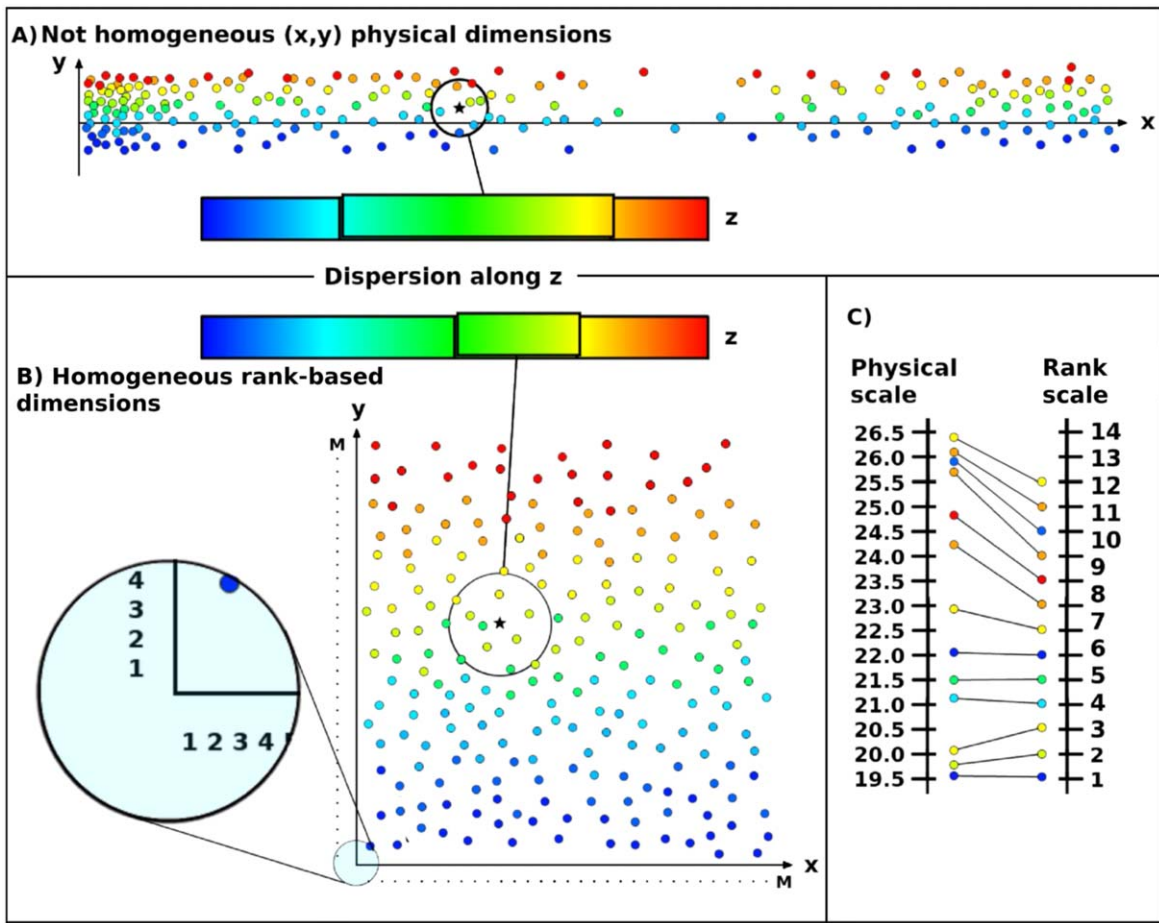 A) Not homogeneous (x,y) physical dimensions
y
x
z
Dispersion along z
z
B) Homogeneous rank-based
dimensions
y
M
4
3
2
1
1 2 3 4
x
M
C)
Physical
scale
Rank
scale
26.5
26.0
25.5
25.0
24.5
24.0
23.5
23.0
22.5
22.0
21.5
21.0
20.5
20.0
19.5
14
13
12
11
10
9
8
7
6
5
4
3
2
1